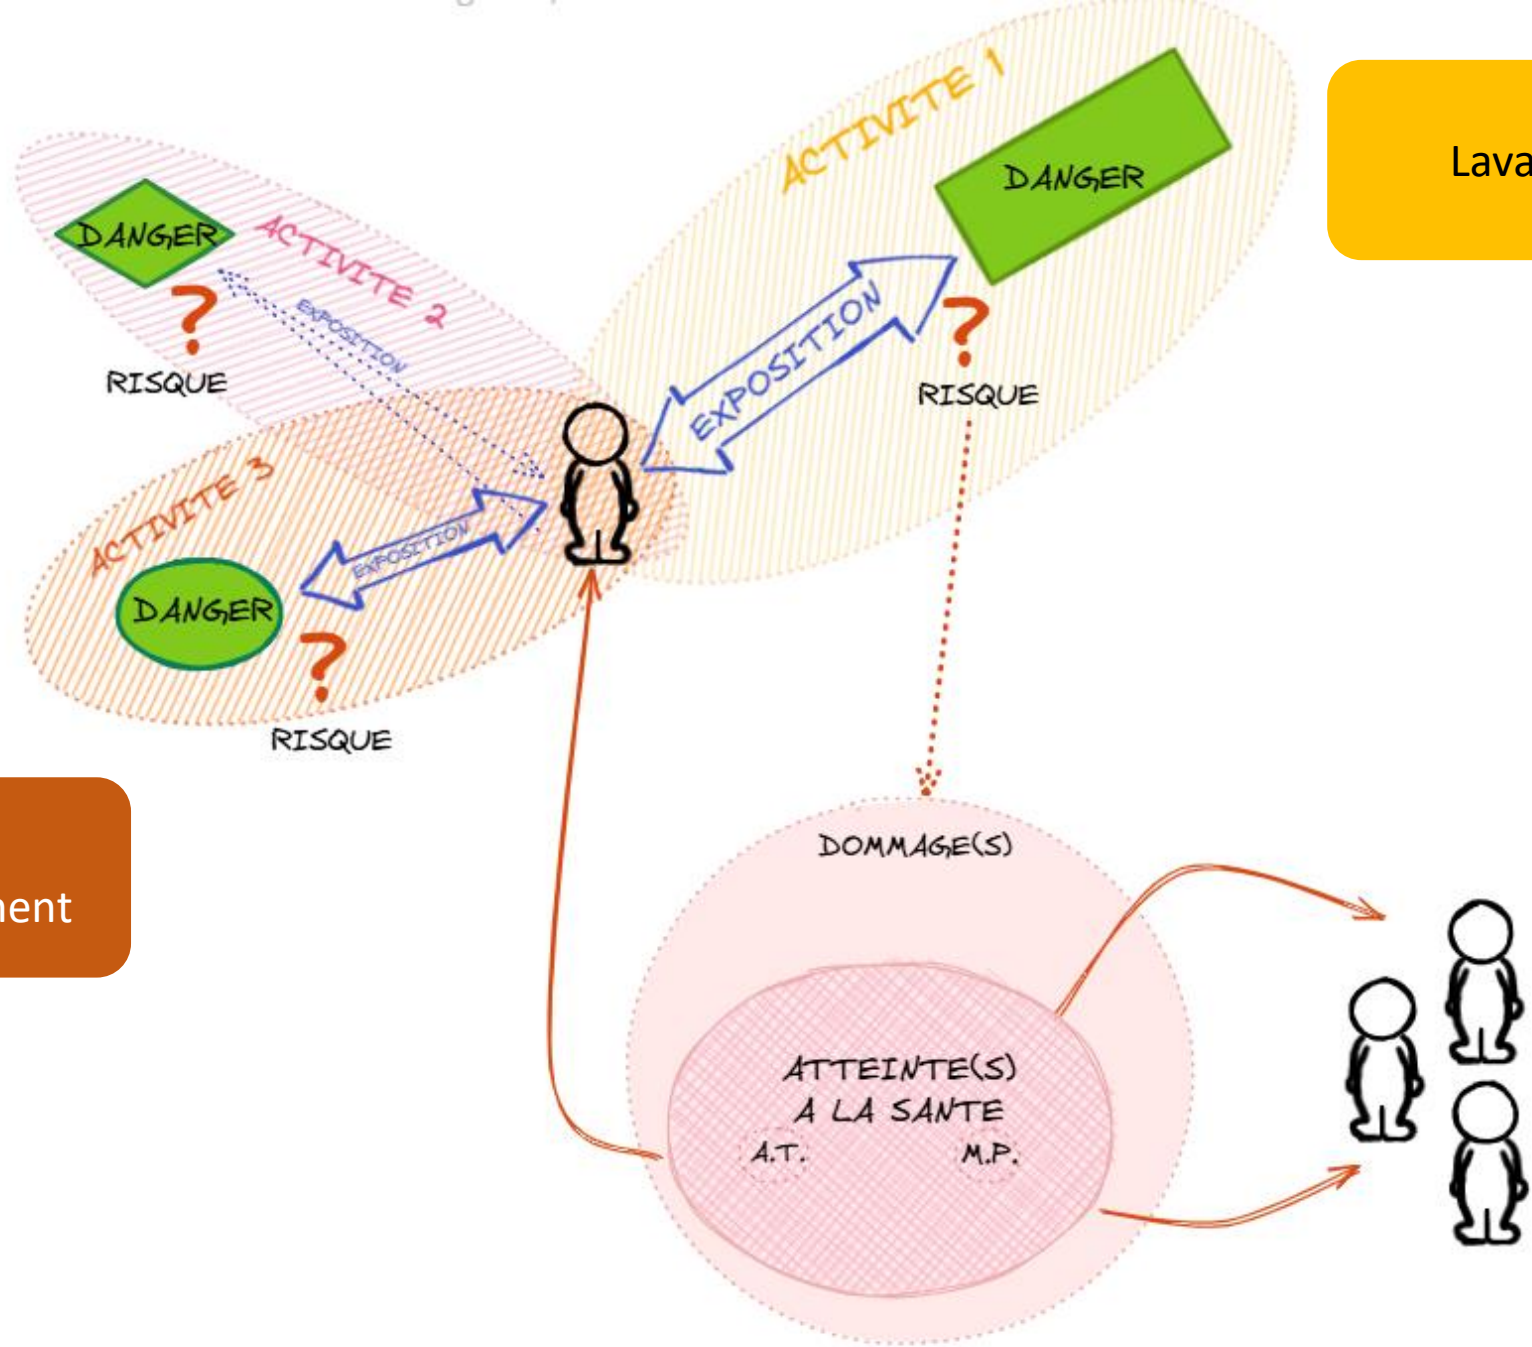 ACTIVITE 1
DANGER
Lava
DANGER
ACTIVITE 2
EXPOSITION
EXPOSITION
?
RISQUE
?
RISQUE
ACTIVITE 3
EXPOSITION
DANGER
?
RISQUE
DOMMAGE(S)
ment
ATTEINTE(S)
A LA SANTE
A.T. M.P.